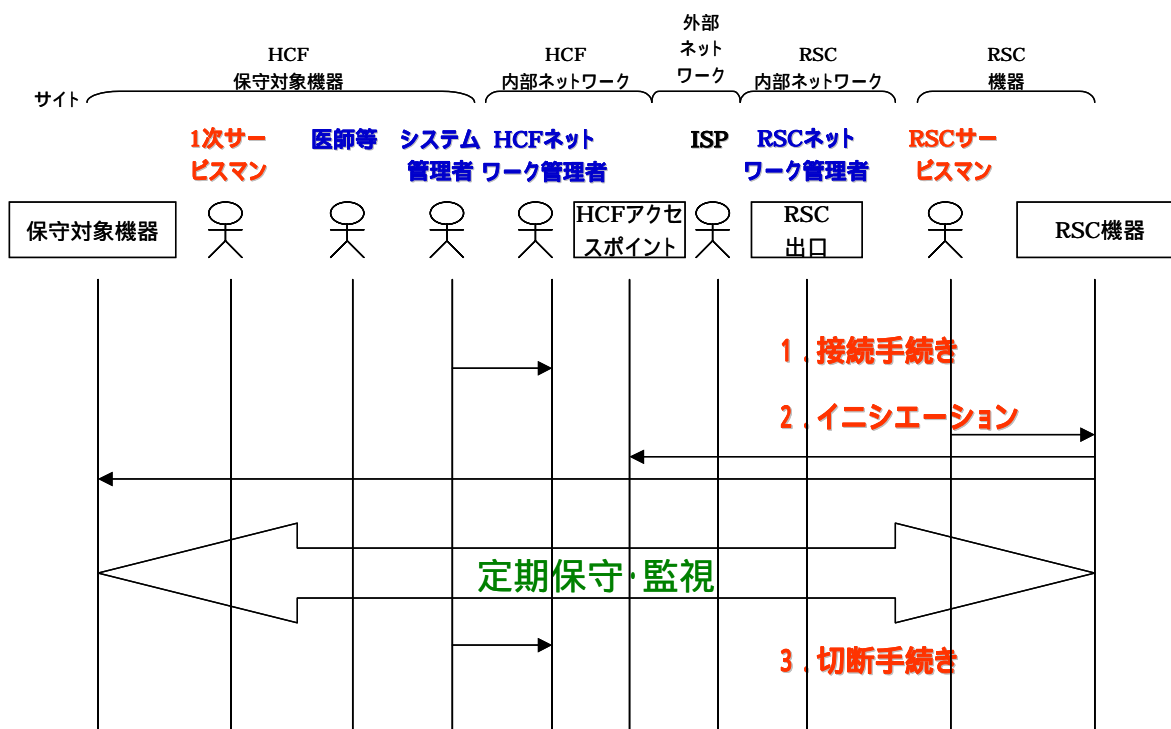 サイト
HCF
保守対象機器
HCF
内部ネットワーク
外部
ネット
ワーク
RSC
内部ネットワーク
RSC
機器
1次サー
ビスマン
医師等
システム
管理者
HCFネット
ワーク管理者
ISP
RSCネット
ワーク管理者
RSCサー
ビスマン
保守対象機器
HCFアクセ
スポイント
RSC
出口
RSC機器
1．接続手続き
2．イニシエーション
定期保守・監視
3．切断手続き